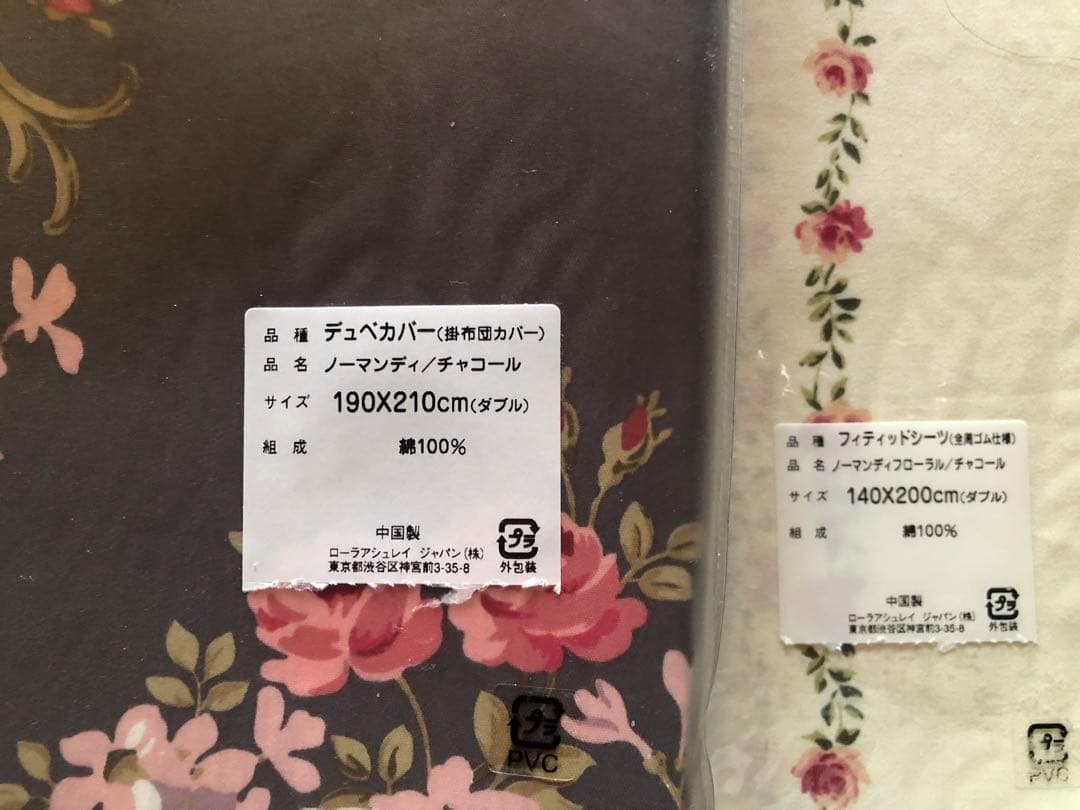 品 種 デュベカバー(掛布団カバー)
品 名 ノーマンディ/チャコール
サイズ 190X210cm(ダブル)
組 成 綿100%
中国製
ローラアシュレイ ジャパン(株)
東京都渋谷区神宮前3-35-8
プラ
外包装
プラ
PVC
品 種 フィティッドシーツ(全周ゴム仕様)
品 名 ノーマンディフローラル/チャコール
サイズ 140X200cm(ダブル)
組 成 綿100%
中国製
ローラアシュレイ ジャパン(株)
東京都渋谷区神宮前3-35-8
プラ
外包装
プラ
PVC